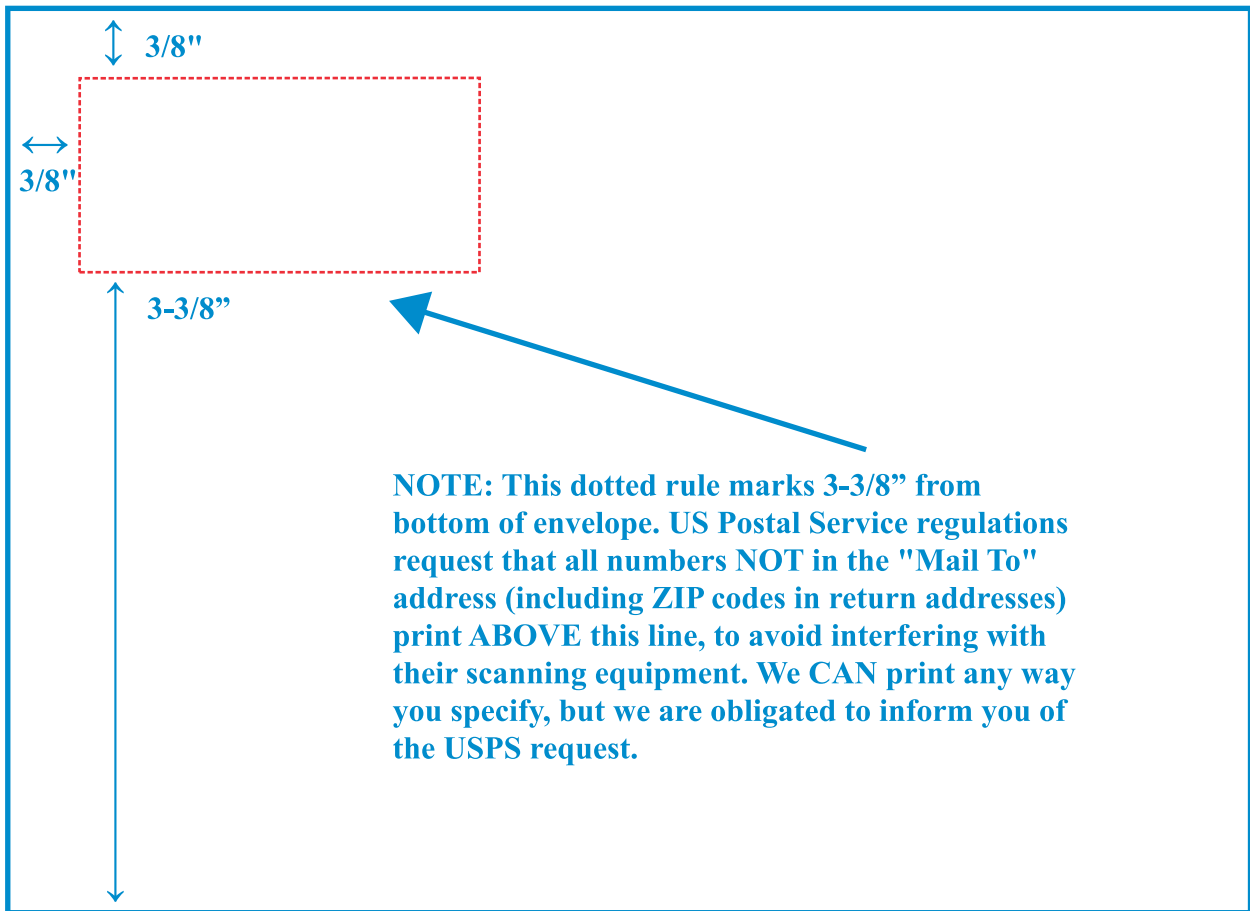 3/8"
3/8"
3-3/8”
NOTE: This dotted rule marks 3-3/8” from
bottom of envelope. US Postal Service regulations
request that all numbers NOT in the "Mail To"
address (including ZIP codes in return addresses)
print ABOVE this line, to avoid interfering with
their scanning equipment. We CAN print any way
you specify, but we are obligated to inform you of
the USPS request.